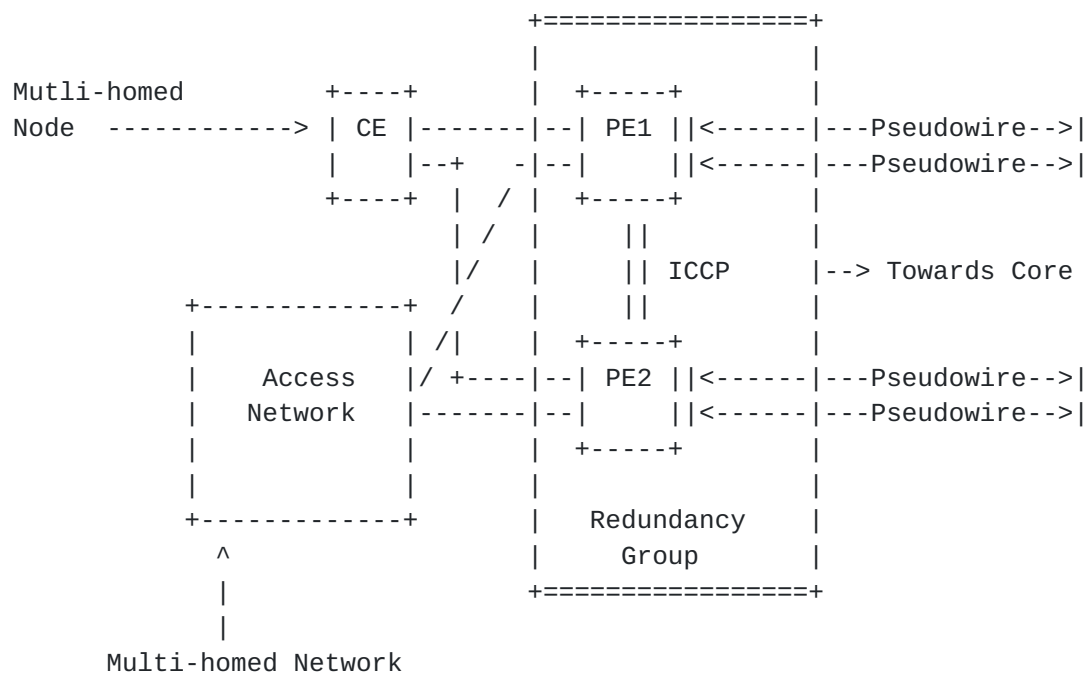 Mutli-homed
Node ------------> | CE |-------|--| PE1 ||<------|---Pseudowire-->|
| |--+ -|--| ||<------|---Pseudowire-->|
|| ICCP |--> Towards Core
Access |/ +----|--| PE2 ||<------|---Pseudowire-->|
Network |-------|--| ||<------|---Pseudowire-->|
Redundancy
Group
Multi-homed Network